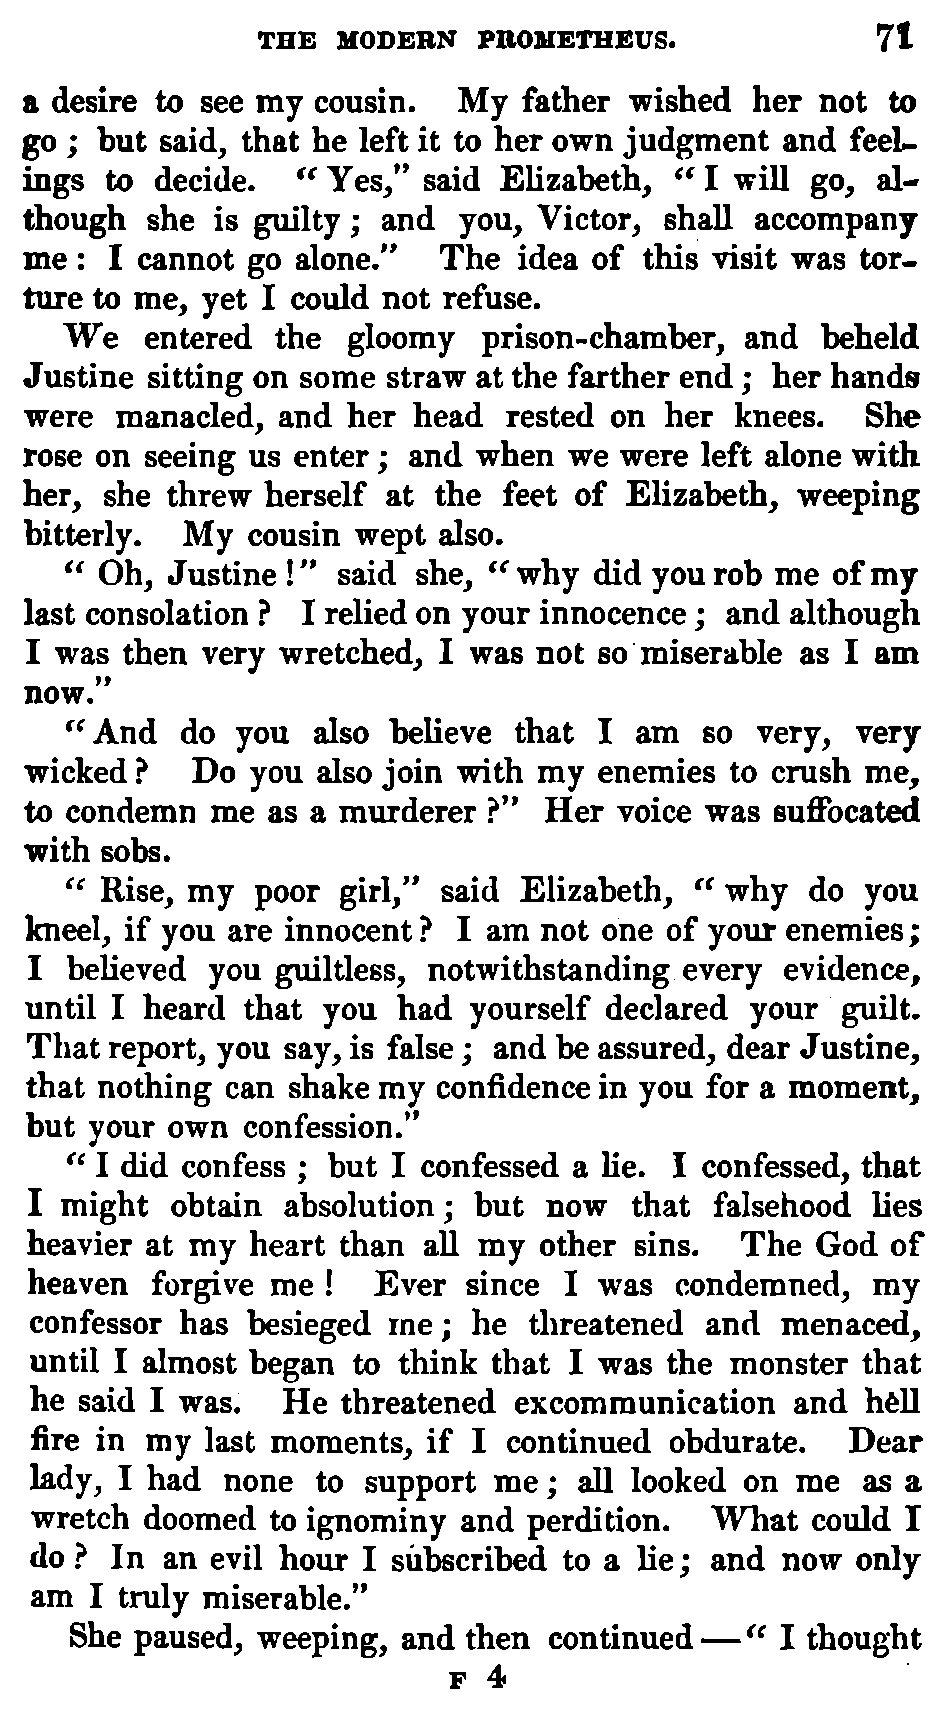 THE MODERN PROMETHEUS. 71
a desire to see my cousin. My father wished her not to
go ; but said, that he left it to her own judgment and feel-
ings to decide. “ Yes,” said Elizabeth, “ I will go, al-
though she is guilty ; and you, Victor, shall accompany
me : I cannot go alone.” The idea of this visit was tor-
ture to me, yet I could not refuse.
We entered the gloomy prison-chamber, and beheld
Justine sitting on some straw at the farther end ; her hands
were manacled, and her head rested on her knees. She
rose on seeing us enter ; and when we were left alone with
her, she threw herself at the feet of Elizabeth, weeping
bitterly. My cousin wept also.
“ Oh, Justine !” said she, “ why did you rob me of my
last consolation ? I relied on your innocence ; and although
I was then very wretched, I was not so miserable as I am
now.”
“ And do you also believe that I am so very, very
wicked ? Do you also join with my enemies to crush me,
to condemn me as a murderer ?” Her voice was suffocated
with sobs.
“ Rise, my poor girl,” said Elizabeth, “ why do you
kneel, if you are innocent ? I am not one of your enemies ;
I believed you guiltless, notwithstanding every evidence,
until I heard that you had yourself declared your guilt.
That report, you say, is false ; and be assured, dear Justine,
that nothing can shake my confidence in you for a moment,
but your own confession.”
“ I did confess ; but I confessed a lie. I confessed, that
I might obtain absolution ; but now that falsehood lies
heavier at my heart than all my other sins. The God of
heaven forgive me ! Ever since I was condemned, my
confessor has besieged me ; he threatened and menaced,
until I almost began to think that I was the monster that
he said I was. He threatened excommunication and hell
fire in my last moments, if I continued obdurate. Dear
lady, I had none to support me ; all looked on me as a
wretch doomed to ignominy and perdition. What could I
do ? In an evil hour I subscribed to a lie ; and now only
am I truly miserable.”
She paused, weeping, and then continued — “ I thought
F 4